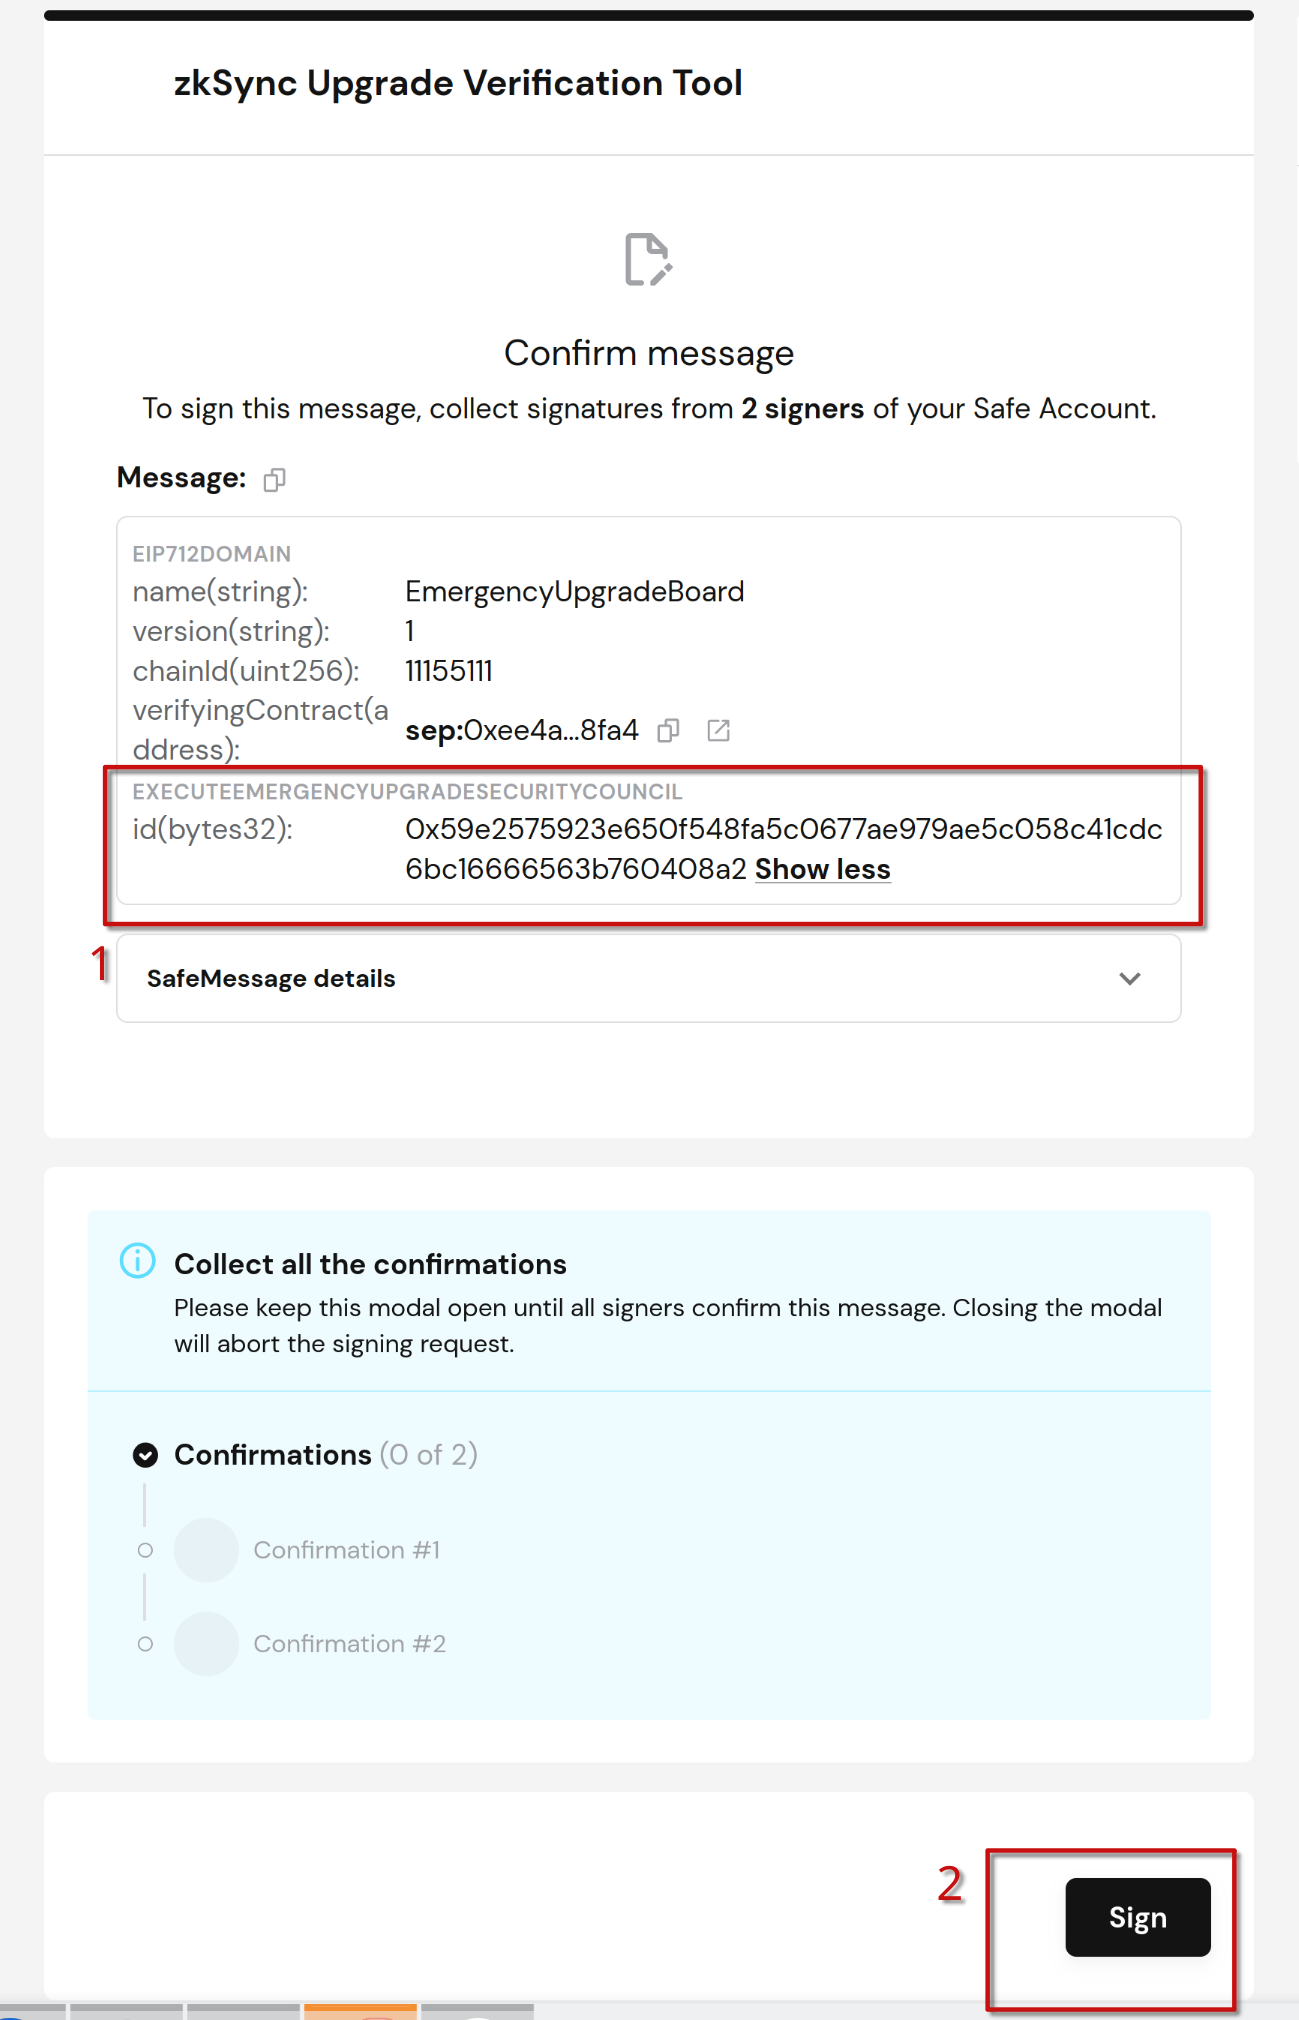 zkSync Upgrade Verification Tool
Confirm message
To sign this message, collect signatures from 2 signers of your Safe Account.
Message:
EIP712DOMAIN
name(string): EmergencyUpgradeBoard
version(string): 1
chainId(uint256): 11155111
verifyingContract(a
ddress): sep:0xee4a...8fa4
EXECUTEEMERGENCYUPGRADESECURITYCOUNCIL
id(bytes32): 0x59e2575923e650f548fa5c0677ae979ae5c058c41cdc
6bc16666563b760408a2 Show less
1
SafeMessage details
Collect all the confirmations
Please keep this modal open until all signers confirm this message. Closing the modal
will abort the signing request.
Confirmations (0 of 2)
Confirmation #1
Confirmation #2
2
Sign